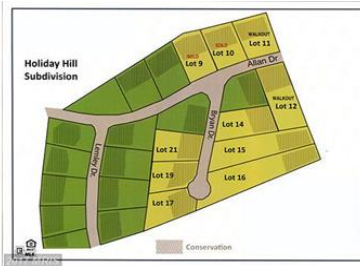 Holiday Hill
Subdivision
SOLD
Lot 9
SOLD
Lot 10
WALKOUT
Lot 11
Allan Dr
WALKOUT
Lot 12
Bryan Dr.
Lot 14
Lot 15
Lot 21
Lot 19
Lot 16
Lot 17
Lemley Dr.
Conservation